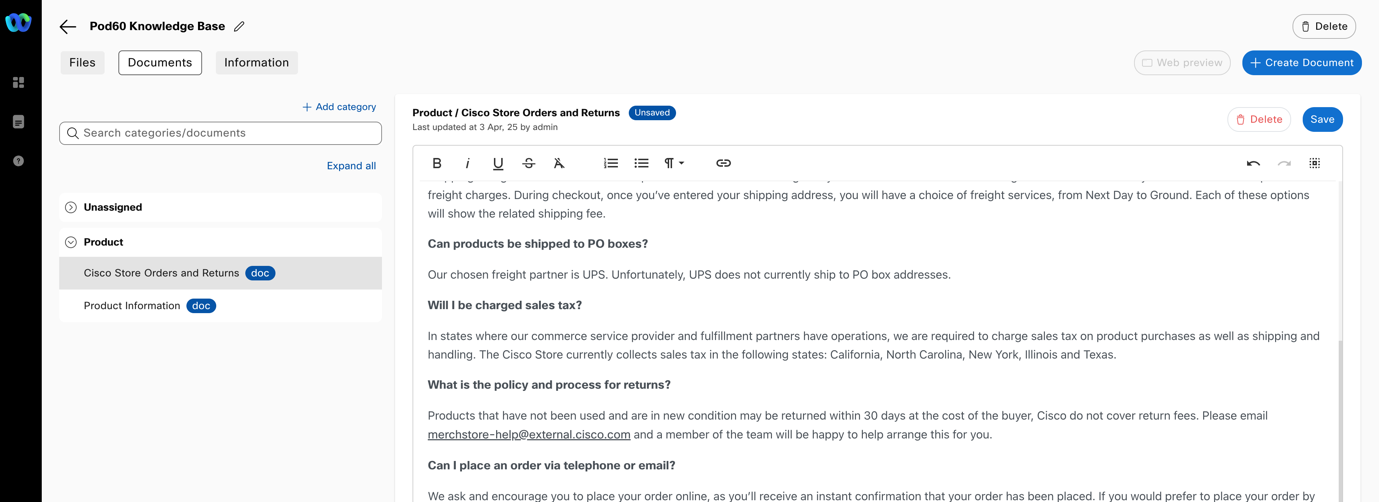 Pod60 Knowledge Base
Delete
Files
Documents
Information
Web preview
+ Create Document
+ Add category
Search categories/documents
Expand all
Unassigned
Product
Cisco Store Orders and Returns doc
Product Information doc
Product / Cisco Store Orders and Returns Unsaved
Last updated at 3 Apr, 25 by admin
Delete
Save
freight charges. During checkout, once you’ve entered your shipping address, you will have a choice of freight services, from Next Day to Ground. Each of these options
will show the related shipping fee.
Can products be shipped to PO boxes?
Our chosen freight partner is UPS. Unfortunately, UPS does not currently ship to PO box addresses.
Will I be charged sales tax?
In states where our commerce service provider and fulfillment partners have operations, we are required to charge sales tax on product purchases as well as shipping and
handling. The Cisco Store currently collects sales tax in the following states: California, North Carolina, New York, Illinois and Texas.
What is the policy and process for returns?
Products that have not been used and are in new condition may be returned within 30 days at the cost of the buyer, Cisco do not cover return fees. Please email
merchstore-help@external.cisco.com and a member of the team will be happy to help arrange this for you.
Can I place an order via telephone or email?
We ask and encourage you to place your order online, as you’ll receive an instant confirmation that your order has been placed. If you would prefer to place your order by